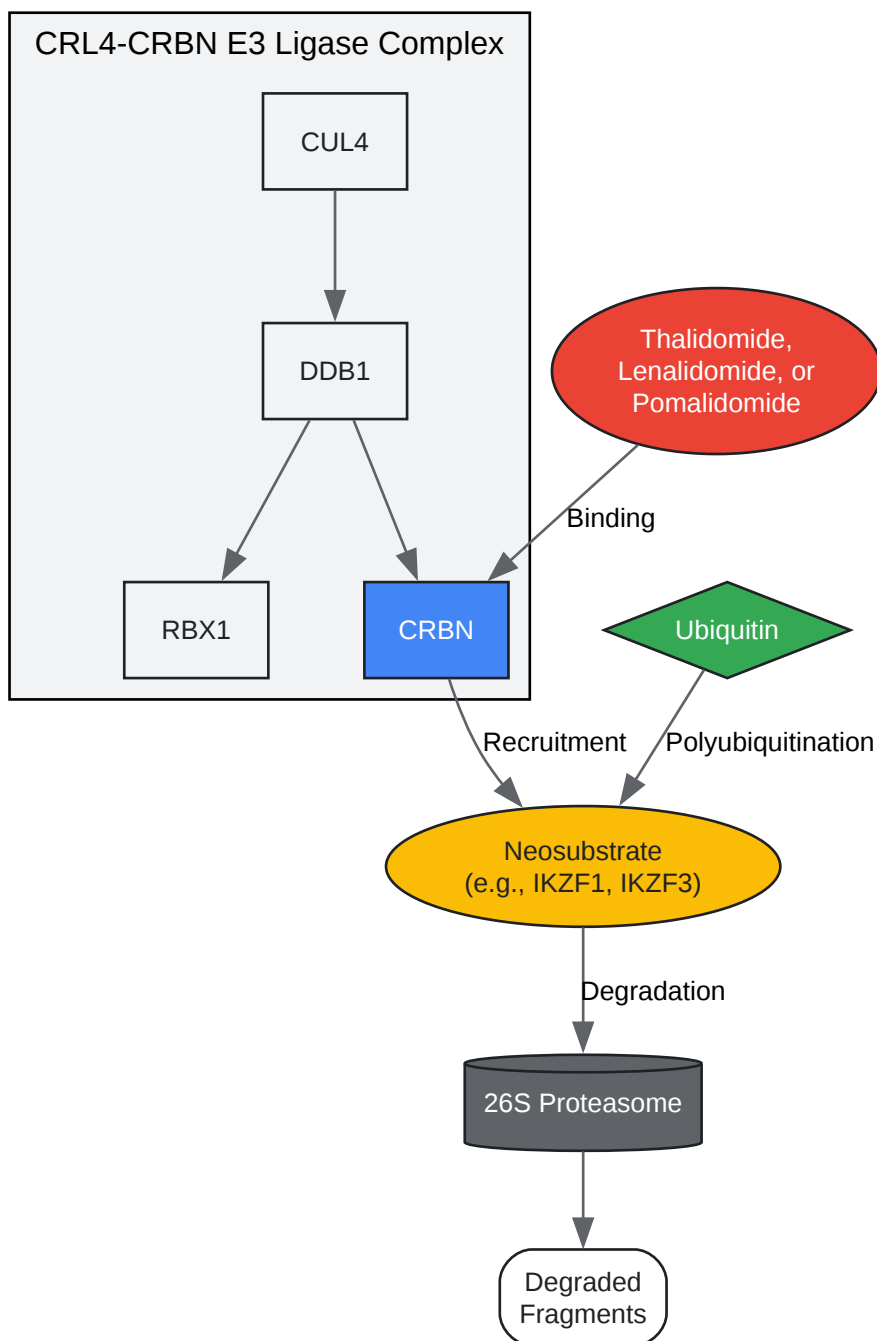 CRL4-CRBN E3 Ligase Complex
CUL4
DDB1
Thalidomide,
Lenalidomide, or
Pomalidomide
Binding
RBX1
CRBN
Ubiquitin
Recruitment
Polyubiquitination
Neosubstrate
(e.g., IKZF1, IKZF3)
Degradation
26S Proteasome
Degraded
Fragments